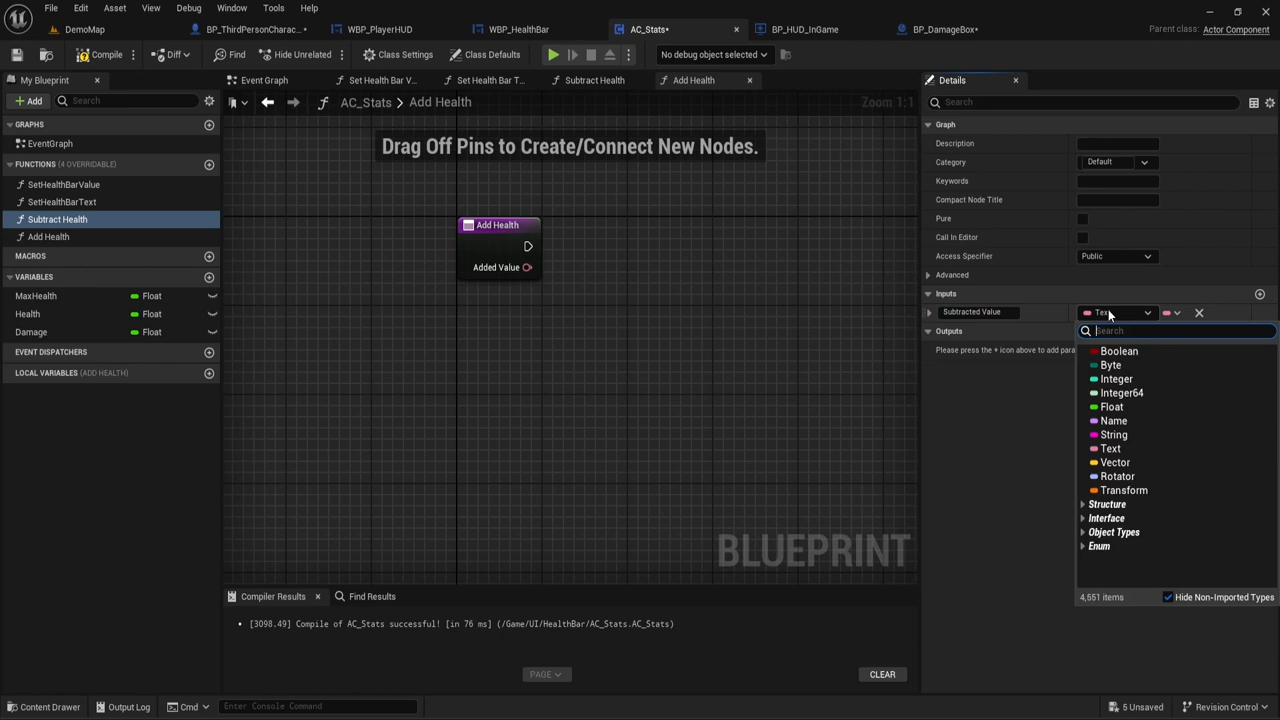 File Edit Asset View Debug Window Tools Help
DemoMap BP_ThirdPersonCharac...• WBP_PlayerHUD WBP_HealthBar AC_Stats• BP_HUD_InGame BP_DamageBox• Parent class: Actor Component
Compile Diff Find Hide Unrelated Class Settings Class Defaults No debug object selected
My Blueprint Event Graph Set Health Bar V... Set Health Bar T... Subtract Health Add Health Details
Add Search AC_Stats > Add Health Zoom 1:1 Search
GRAPHS
EventGraph
FUNCTIONS (4 OVERRIDABLE)
SetHealthBarValue
SetHealthBarText
Subtract Health
Add Health
MACROS
VARIABLES
MaxHealth Float
Health Float
Damage Float
EVENT DISPATCHERS
LOCAL VARIABLES (ADD HEALTH)
Drag Off Pins to Create/Connect New Nodes.
Add Health
Added Value
BLUEPRINT
Compiler Results Find Results
• [3098.49] Compile of AC_Stats successful! [in 76 ms] (/Game/UI/HealthBar/AC_Stats.AC_Stats)
PAGE CLEAR
Graph
Description
Category Default
Keywords
Compact Node Title
Pure
Call In Editor
Access Specifier Public
Advanced
Inputs
Subtracted Value
Outputs
Please press the + icon above to add para
Search
Boolean
Byte
Integer
Integer64
Float
Name
String
Text
Vector
Rotator
Transform
Structure
Interface
Object Types
Enum
4,551 items Hide Non-Imported Types
Content Drawer Output Log Cmd Enter Console Command 5 Unsaved Revision Control